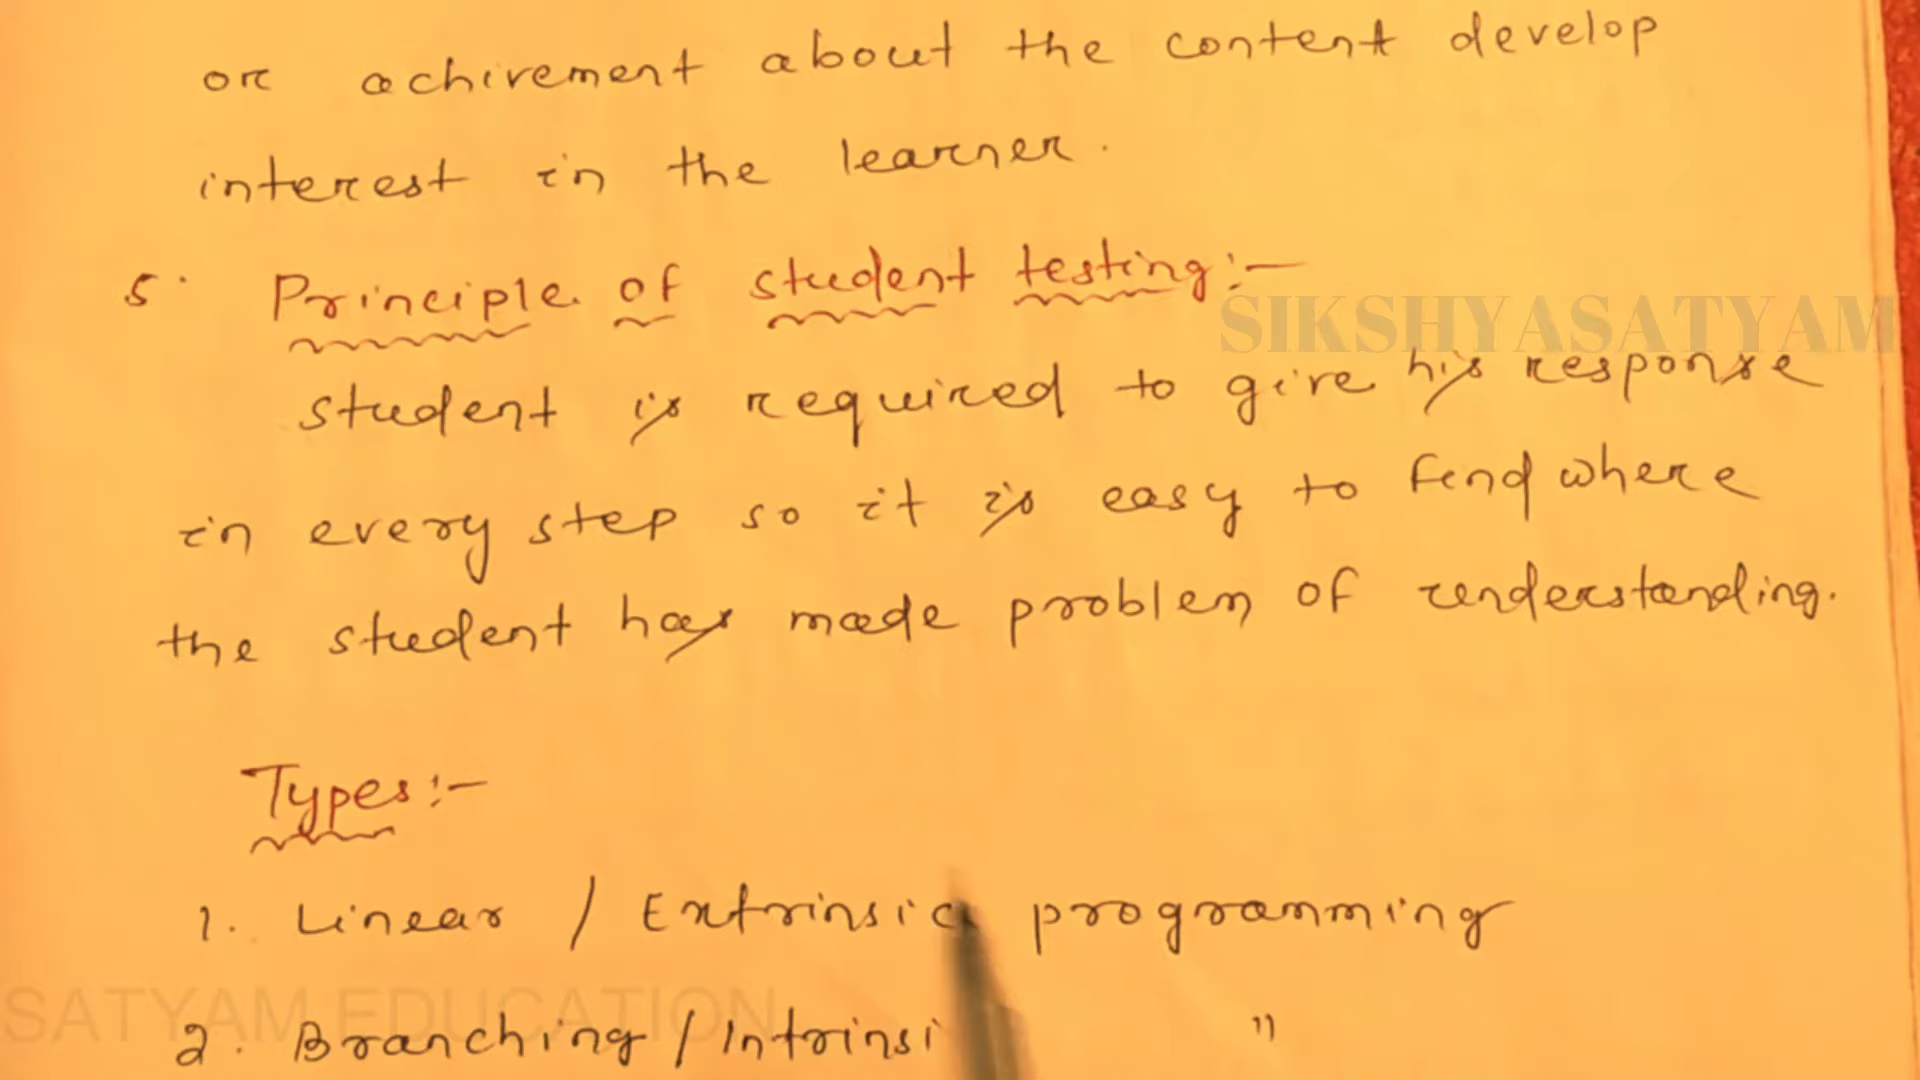 or achivement about the content develop
interest in the learner.
5. Principle of student testing:-
SIKSHYASATYAM
student is required to give his response
in every step so it is easy to find where
the student has made problem of understanding.
Types:-
1. Linear / Extrinsic programming
SATYAM EDUCATION
2. Branching / Intrinsi "